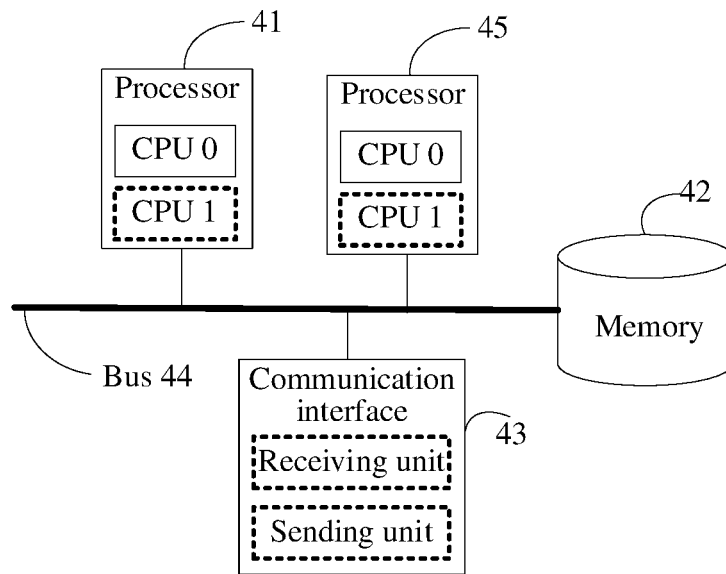 41
45
Processor
CPU 0
CPU 1
Processor
CPU 0
CPU 1
42
Memory
Bus 44
Communication
interface
Receiving unit
Sending unit
43